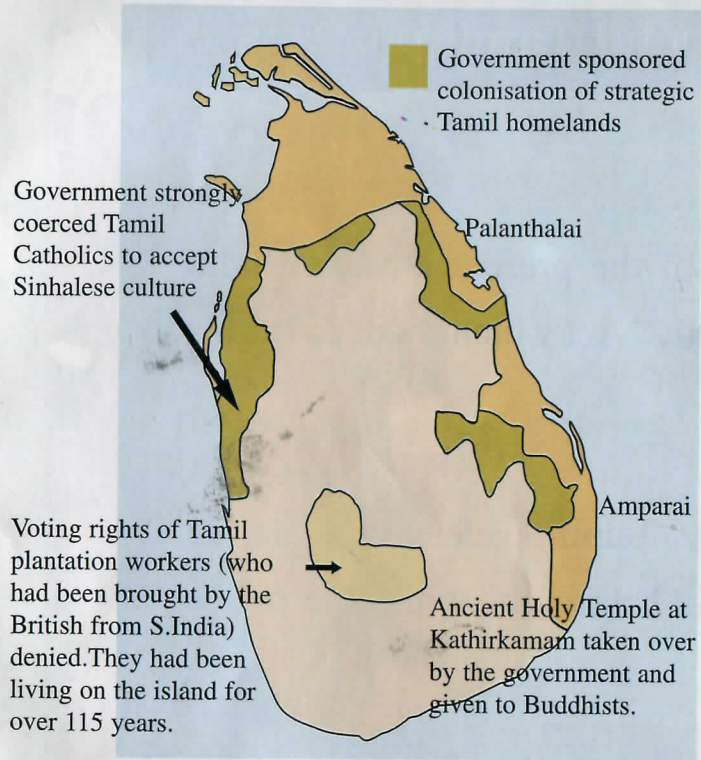 Government sponsored
colonisation of strategic
Tamil homelands
Government strongly
coerced Tamil
Catholics to accept
Sinhalese culture
Palanthalai
Amparai
Voting rights of Tamil
plantation workers (who
had been brought by the
British from S.India)
denied.They had been
living on the island for
over 115 years.
Ancient Holy Temple at
Kathirkamam taken over
by the government and
given to Buddhists.